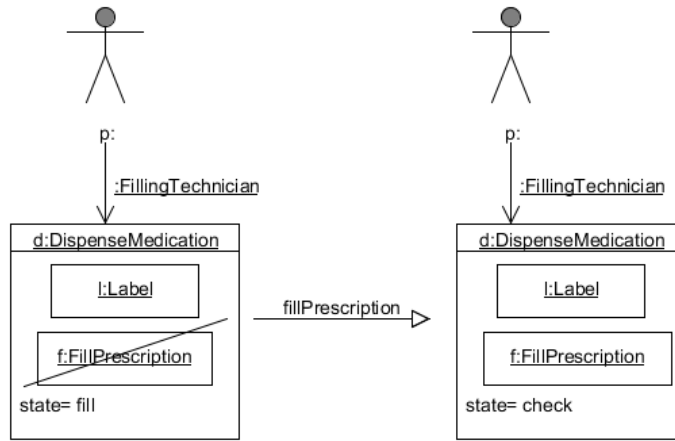 p:
:FillingTechnician
d:DispenseMedication
l:Label
f:FillPrescription
state= fill
fillPrescription
p:
:FillingTechnician
d:DispenseMedication
l:Label
f:FillPrescription
state= check